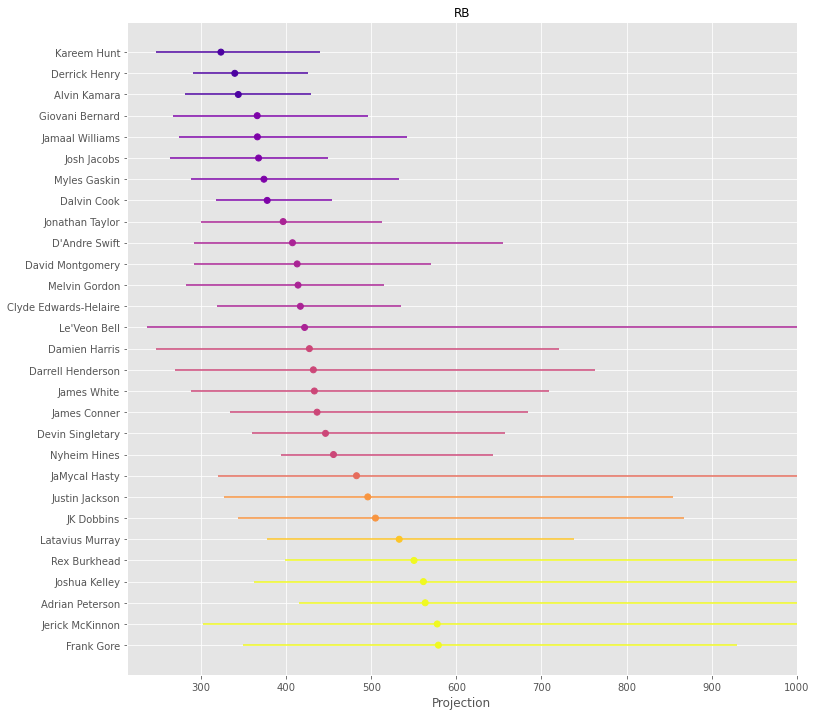 RB
Kareem Hunt
Derrick Henry
Alvin Kamara
Giovani Bernard
Jamaal Williams
Josh Jacobs
Myles Gaskin
Dalvin Cook
Jonathan Taylor
D'Andre Swift
David Montgomery
Melvin Gordon
Clyde Edwards-Helaire
Le'Veon Bell
Damien Harris
Darrell Henderson
James White
James Conner
Devin Singletary
Nyheim Hines
JaMycal Hasty
Justin Jackson
JK Dobbins
Latavius Murray
Rex Burkhead
Joshua Kelley
Adrian Peterson
Jerick McKinnon
Frank Gore
300 400 500 600 700 800 900 1000
Projection